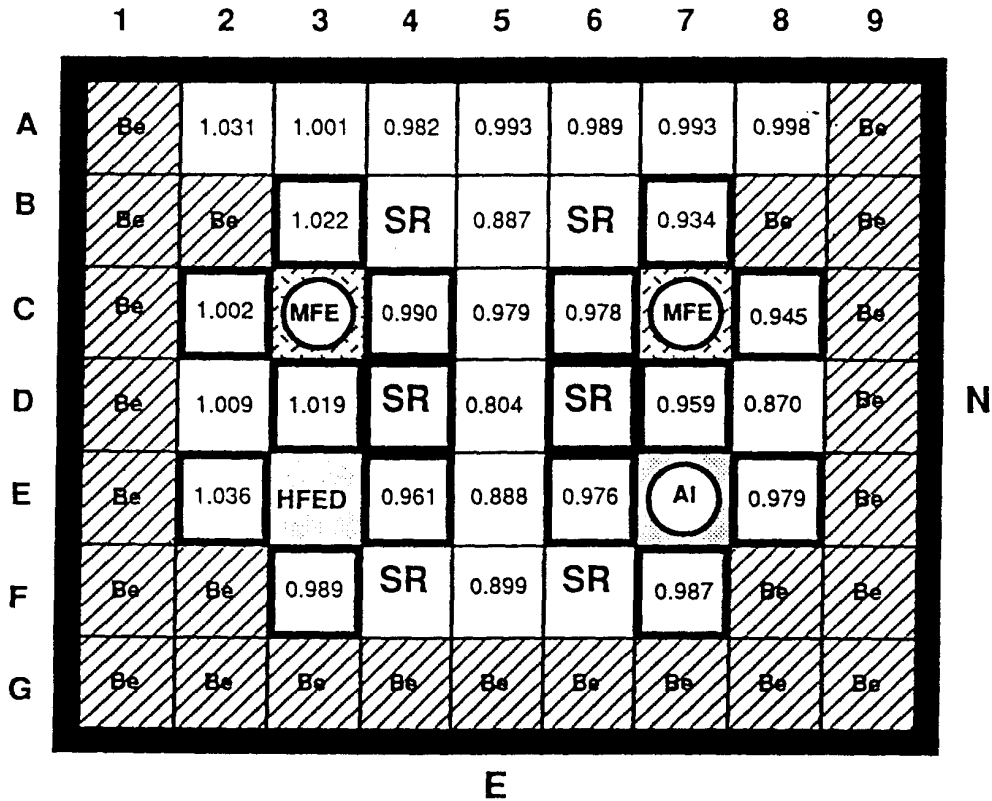 1 2 3 4 5 6 7 8 9
A Be 1.031 1.001 0.982 0.993 0.989 0.993 0.998 Be
B Be Be 1.022 SR 0.887 SR 0.934 Be Be
C Be 1.002 MFE 0.990 0.979 0.978 MFE 0.945 Be
D Be 1.009 1.019 SR 0.804 SR 0.959 0.870 Be N
E Be 1.036 HFED 0.961 0.888 0.976 Al 0.979 Be
F Be Be 0.989 SR 0.899 SR 0.987 Be Be
G Be Be Be Be Be Be Be Be Be
E